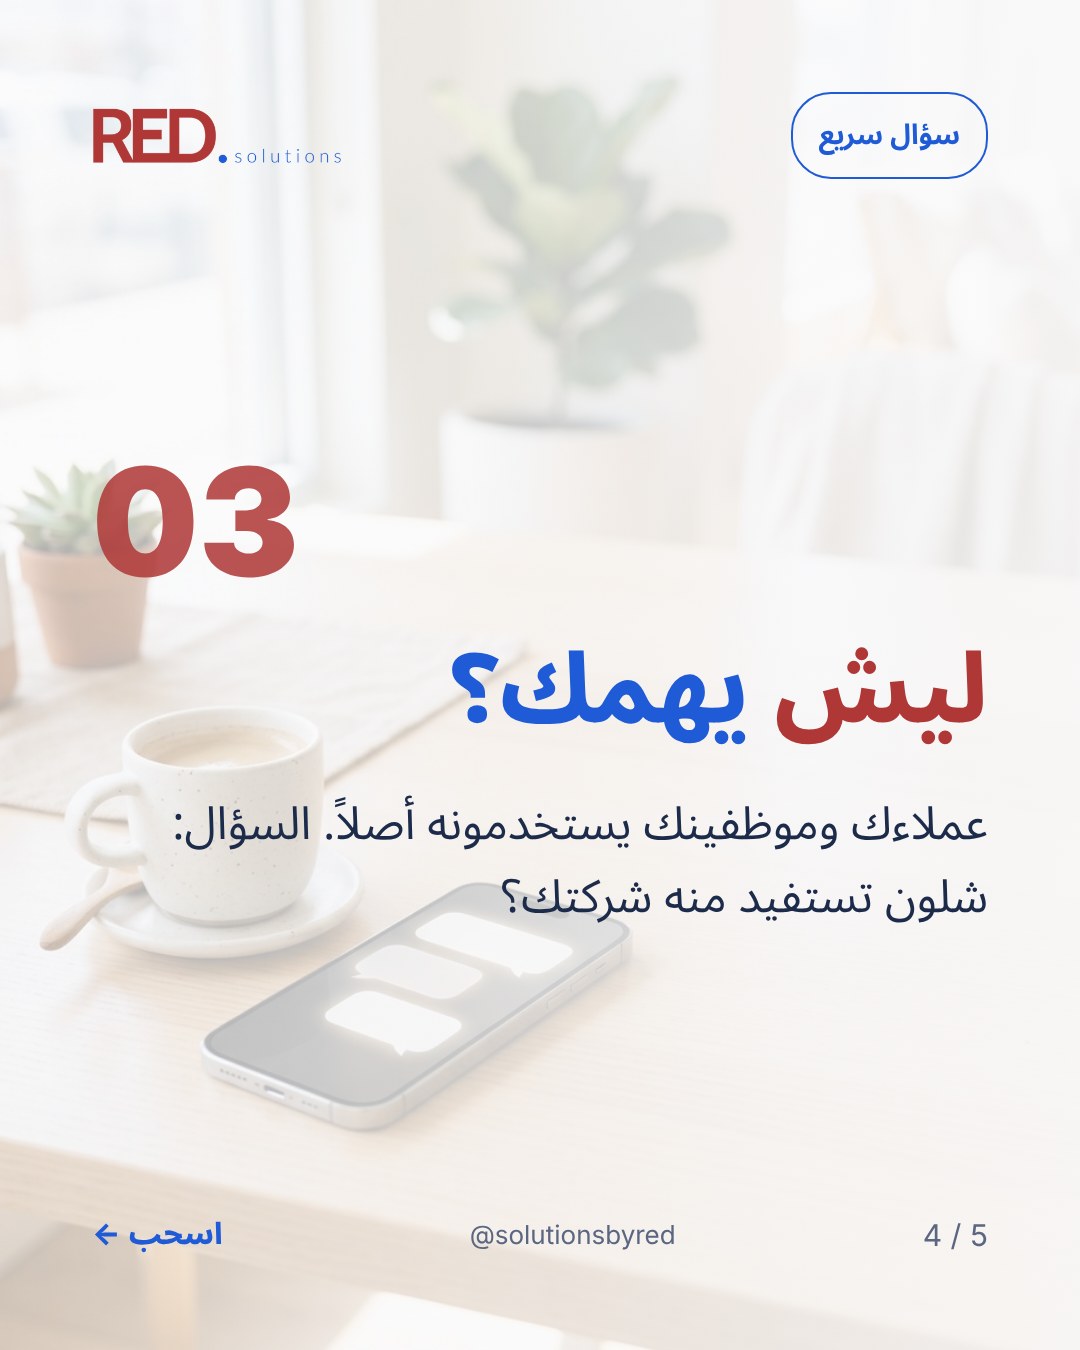 RED.solutions
سؤال سريع
03
ليش يهمك؟
عملاءك وموظفينك يستخدمونه أصلاً. السؤال:
شلون تستفيد منه شركتك؟
اسحب ←
@solutionsbyred
4 / 5